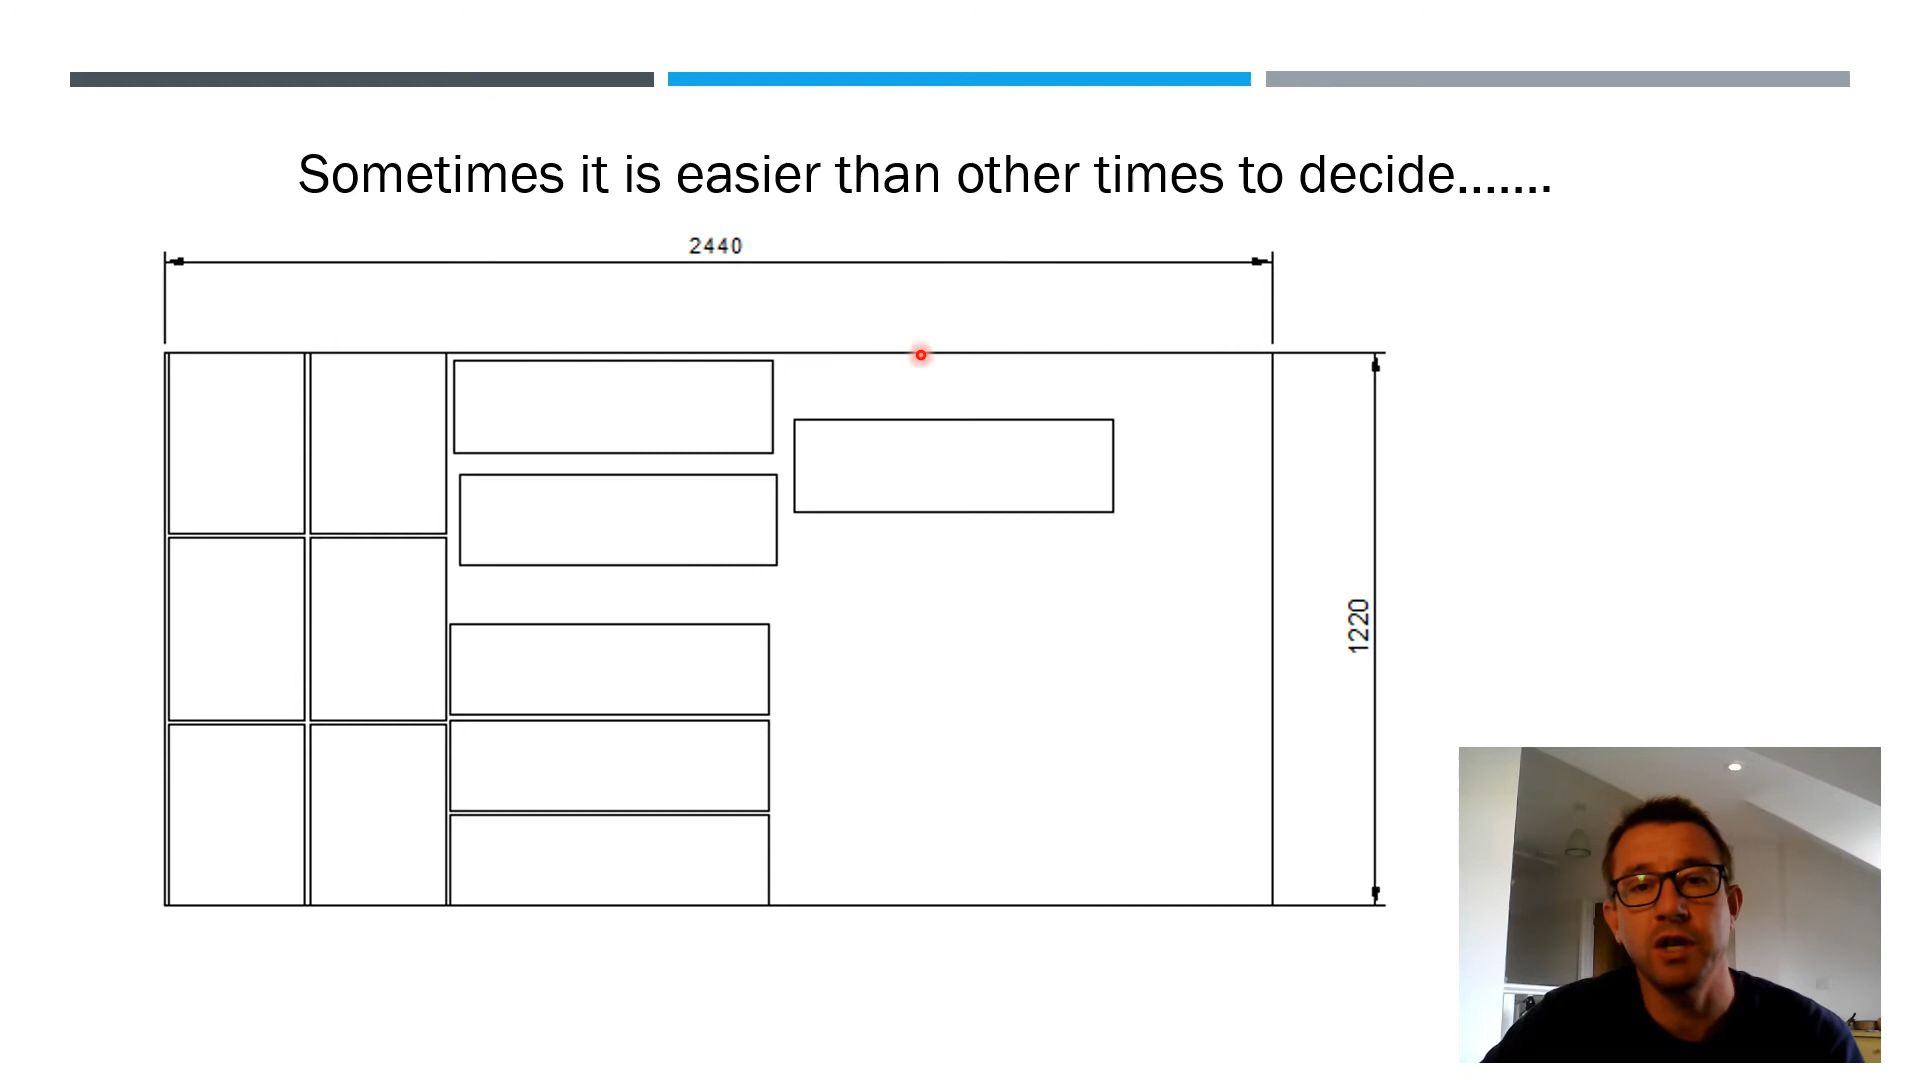 Sometimes it is easier than other times to decide.......
2440
1220